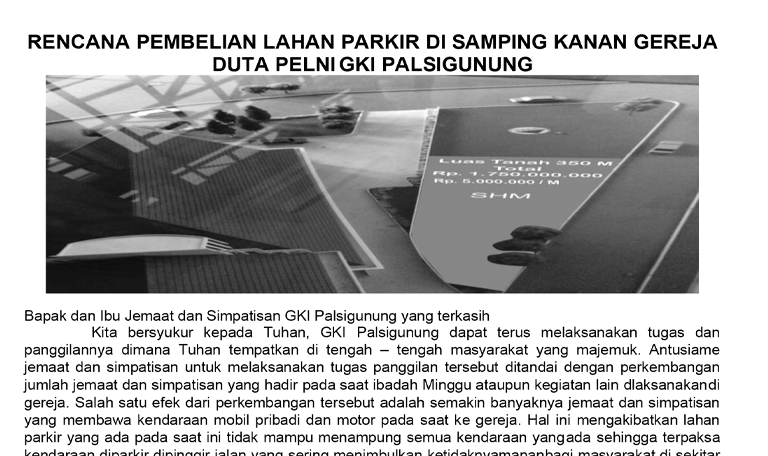 RENCANA PEMBELIAN LAHAN PARKIR DI SAMPING KANAN GEREJA
DUTA PELNI GKI PALSIGUNUNG
Luas Tanah 350 M
Total
Rp. 1.750.000.000
Rp. 5.000.000 / M
SHM
Bapak dan Ibu Jemaat dan Simpatisan GKI Palsigunung yang terkasih
Kita bersyukur kepada Tuhan, GKI Palsigunung dapat terus melaksanakan tugas dan
panggilannya dimana Tuhan tempatkan di tengah – tengah masyarakat yang majemuk. Antusiame
jemaat dan simpatisan untuk melaksanakan tugas panggilan tersebut ditandai dengan perkembangan
jumlah jemaat dan simpatisan yang hadir pada saat ibadah Minggu ataupun kegiatan lain dlaksanakandi
gereja. Salah satu efek dari perkembangan tersebut adalah semakin banyaknya jemaat dan simpatisan
yang membawa kendaraan mobil pribadi dan motor pada saat ke gereja. Hal ini mengakibatkan lahan
parkir yang ada pada saat ini tidak mampu menampung semua kendaraan yangada sehingga terpaksa
kendaraan diparkir dipinggir jalan yang sering menimbulkan ketidaknyamananbagi masyarakat di sekitar